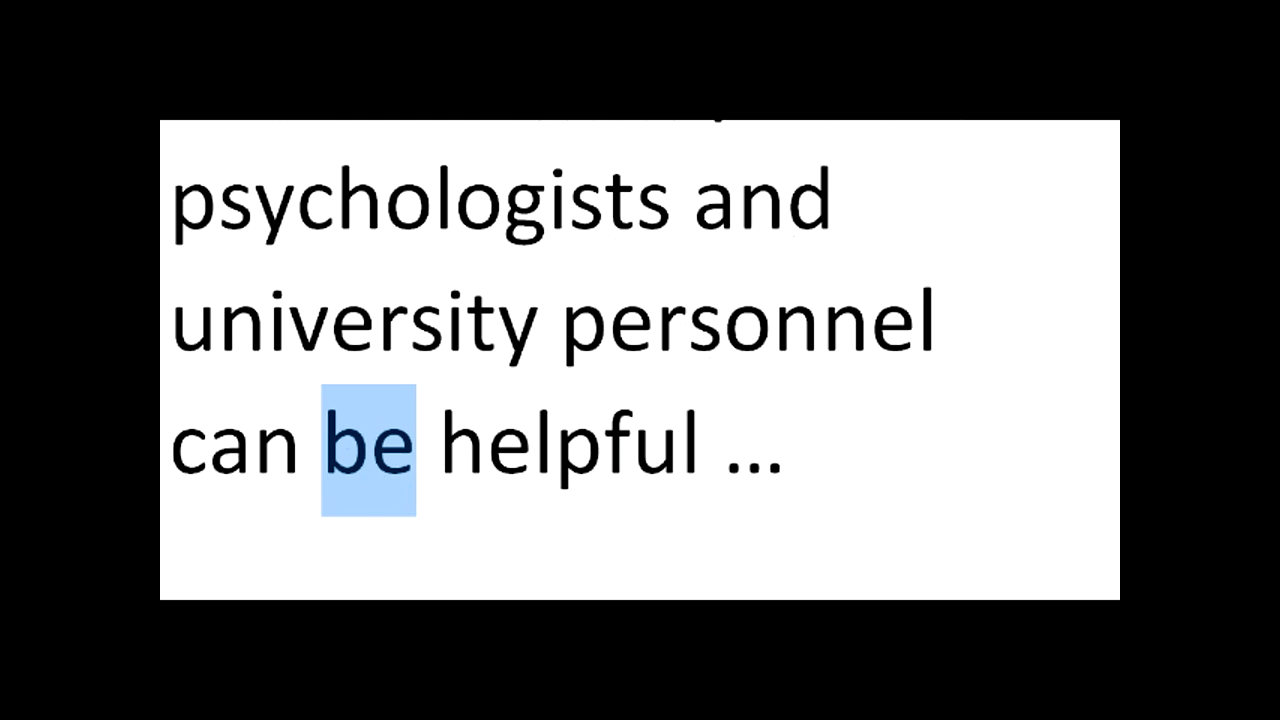 psychologists and
university personnel
can be helpful ...